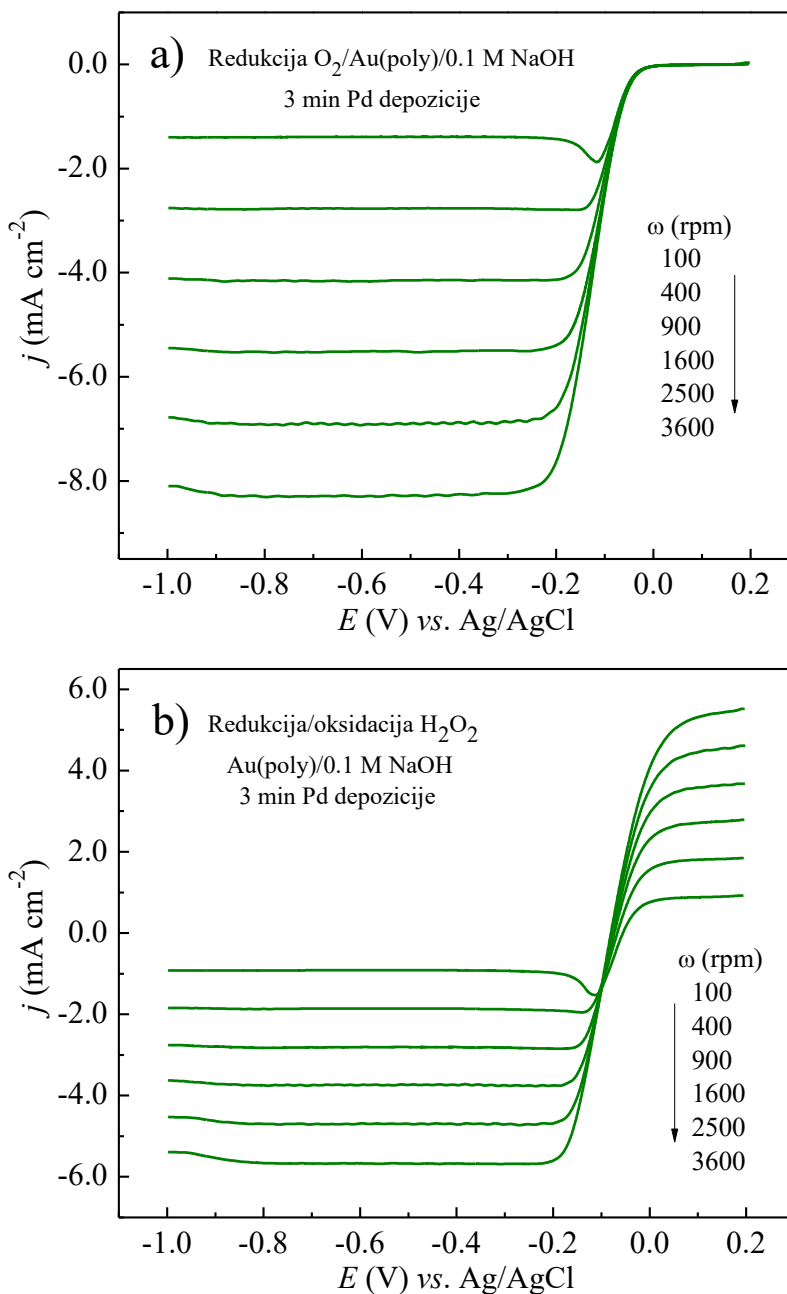 a) Redukcija O2/Au(poly)/0.1 M NaOH
3 min Pd depozicije
0.0
-2.0
-4.0
-6.0
-8.0
j (mA cm-2)
ω (rpm)
100
400
900
1600
2500
3600
-1.0 -0.8 -0.6 -0.4 -0.2 0.0 0.2
E (V) vs. Ag/AgCl
b) Redukcija/oksidacija H2O2
Au(poly)/0.1 M NaOH
3 min Pd depozicije
6.0
4.0
2.0
0.0
-2.0
-4.0
-6.0
j (mA cm-2)
ω (rpm)
100
400
900
1600
2500
3600
-1.0 -0.8 -0.6 -0.4 -0.2 0.0 0.2
E (V) vs. Ag/AgCl